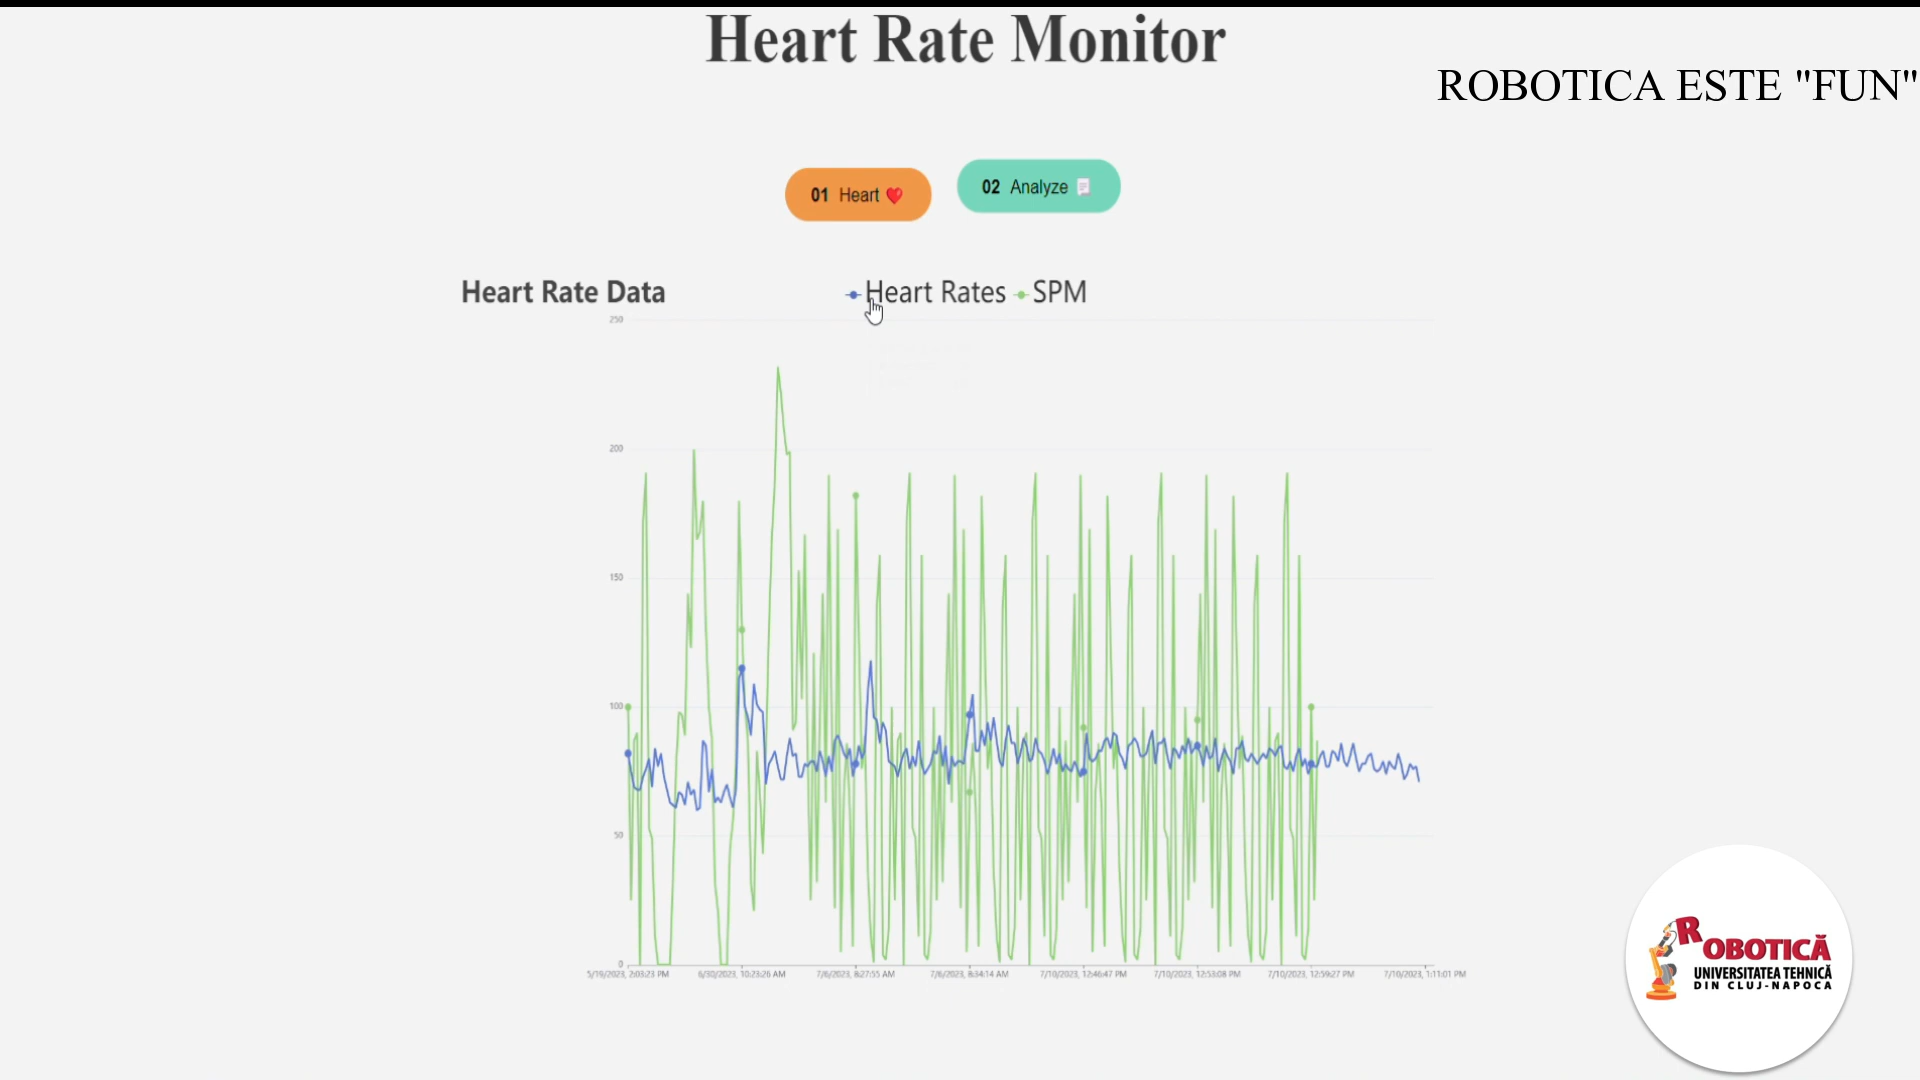 Heart Rate Monitor
ROBOTICA ESTE "FUN"
01 Heart
02 Analyze
Heart Rate Data
Heart Rates
SPM
250
200
150
100
50
0
5/19/2023, 2:03:23 PM
6/30/2023, 10:23:26 AM
7/6/2023, 8:27:55 AM
7/6/2023, 8:34:14 AM
7/10/2023, 12:46:47 PM
7/10/2023, 12:53:08 PM
7/10/2023, 12:59:27 PM
7/16/2023, 1:11:01 PM
ROBOTICĂ
UNIVERSITATEA TEHNICĂ
DIN CLUJ-NAPOCA